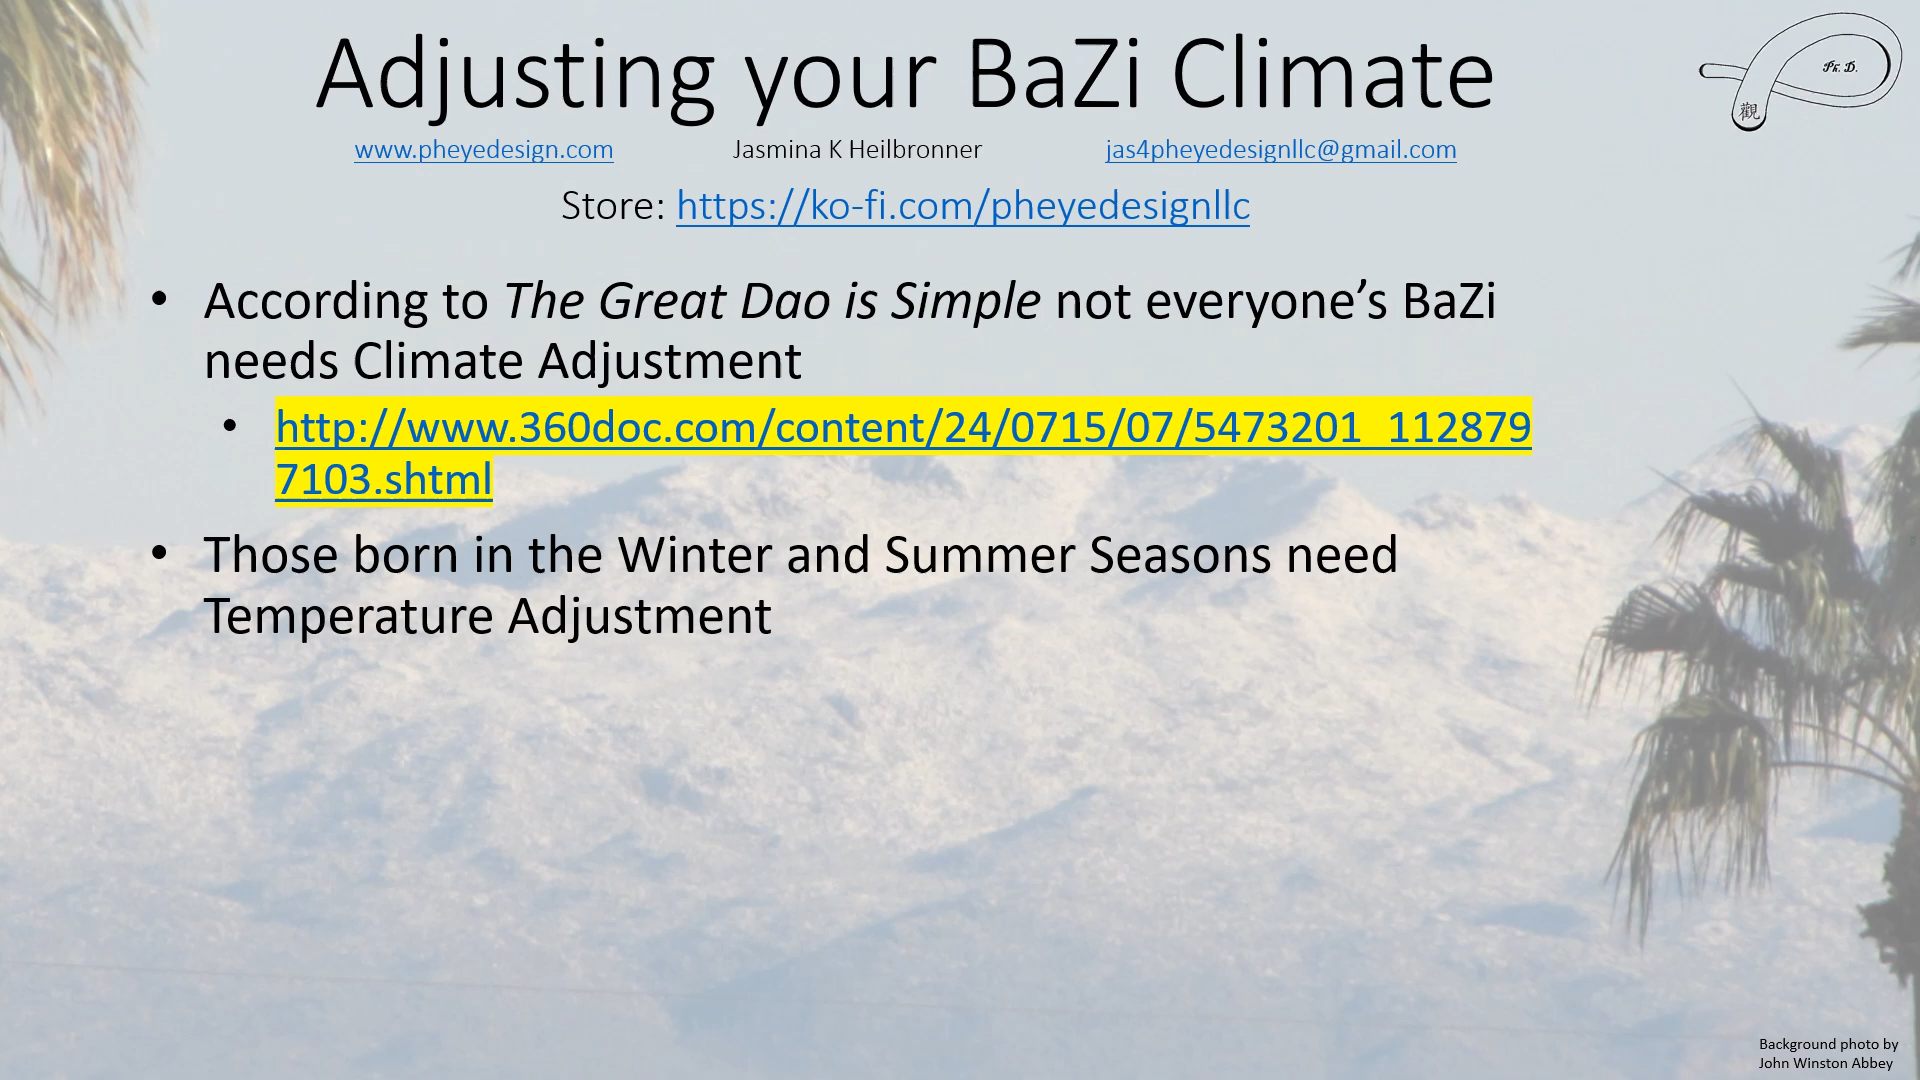 Adjusting your BaZi Climate
Ph. D.
觀
www.pheyedesign.com Jasmina K Heilbronner jas4pheyedesignllc@gmail.com
Store: https://ko-fi.com/pheyedesignllc
• According to The Great Dao is Simple not everyone’s BaZi
needs Climate Adjustment
• http://www.360doc.com/content/24/0715/07/5473201_112879
7103.shtml
• Those born in the Winter and Summer Seasons need
Temperature Adjustment
Background photo by
John Winston Abbey